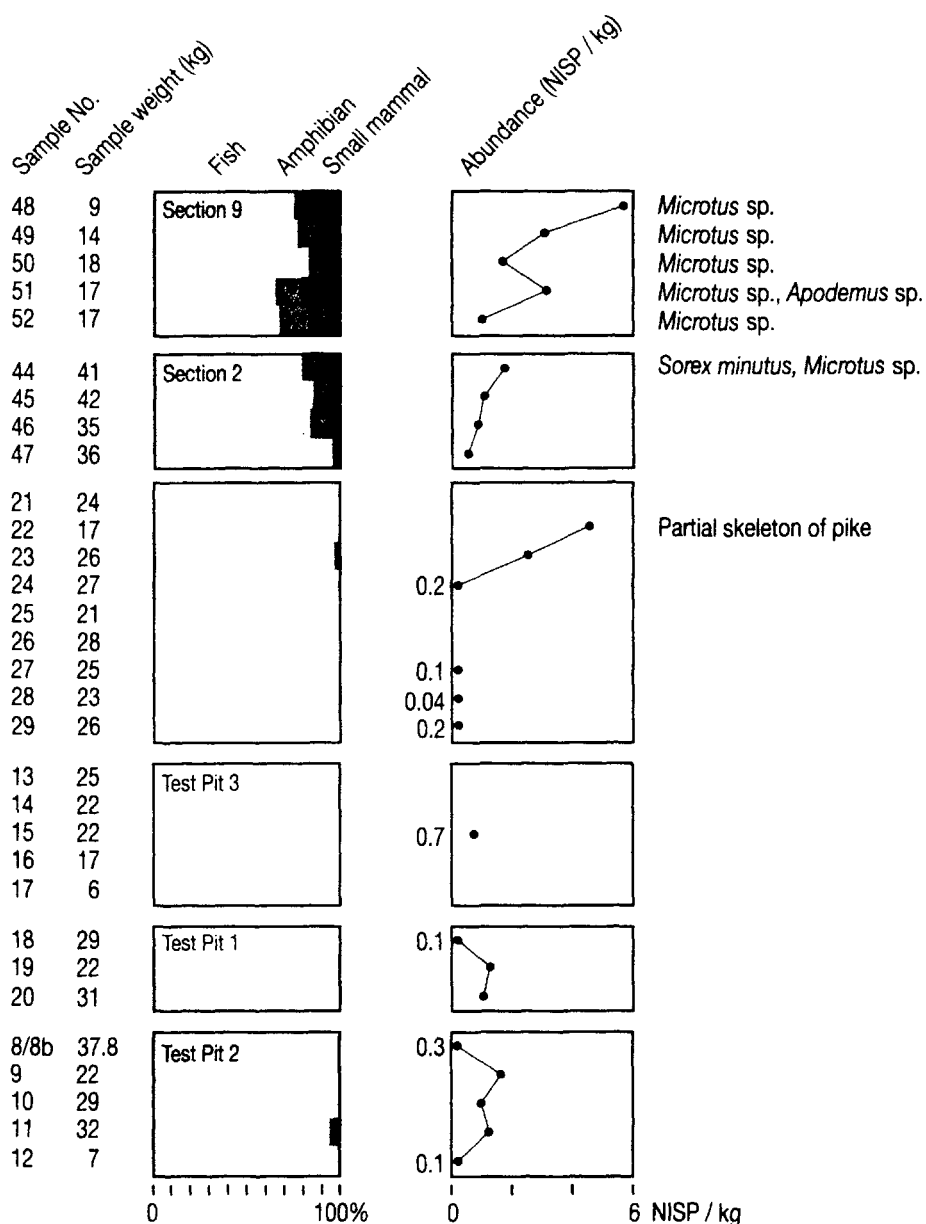 Sample No.
Sample weight (kg)
Fish
Amphibian
Small mammal
Abundance (NISP / kg)
48 9 Section 9 Microtus sp.
49 14 Microtus sp.
50 18 Microtus sp.
51 17 Microtus sp., Apodemus sp.
52 17 Microtus sp.
44 41 Section 2 Sorex minutus, Microtus sp.
45 42
46 35
47 36
21 24
22 17 Partial skeleton of pike
23 26
24 27 0.2
25 21
26 28
27 25 0.1
28 23 0.04
29 26 0.2
13 25 Test Pit 3
14 22
15 22 0.7
16 17
17 6
18 29 Test Pit 1 0.1
19 22
20 31
8/8b 37.8 Test Pit 2 0.3
9 22
10 29
11 32
12 7 0.1
0 100% 0 6 NISP / kg